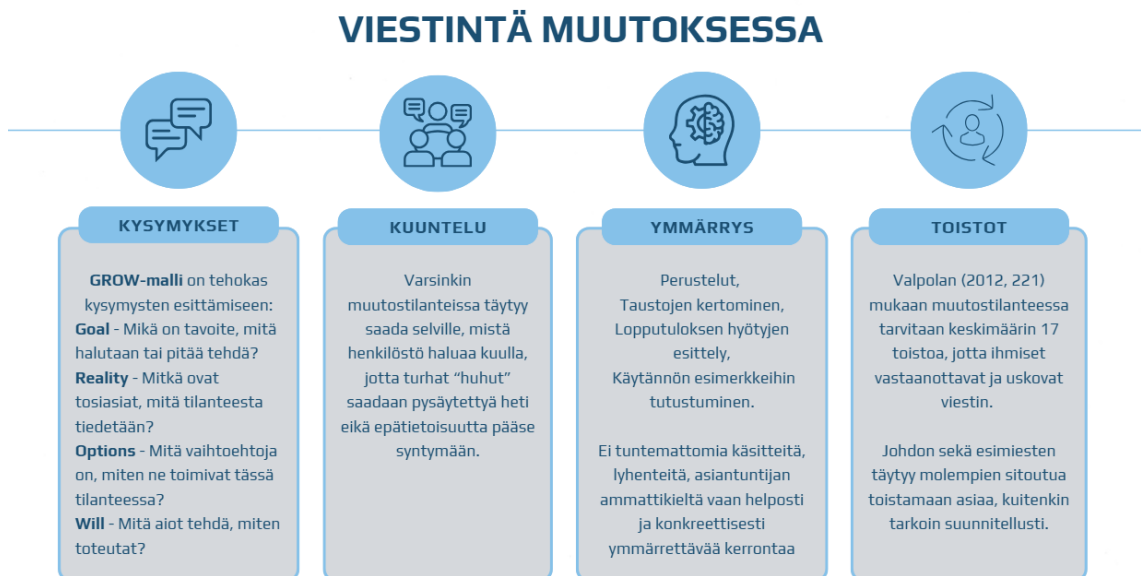 VIESTINTÄ MUUTOKSESSA
KYSYMYKSET
GROW-malli on tehokas
kysymysten esittämiseen:
Goal - Mikä on tavoite, mitä
halutaan tai pitää tehdä?
Reality - Mitkä ovat
tosiasiat, mitä tilanteesta
tiedetään?
Options - Mitä vaihtoehtoja
on, miten ne toimivat tässä
tilanteessa?
Will - Mitä aiot tehdä, miten
toteutat?
KUUNTELU
Varsinkin
muutostilanteissa täytyy
saada selville, mistä
henkilöstö haluaa kuulla,
jotta turhat “huhut”
saadaan pysäytettyä heti
eikä epätietoisuutta pääse
syntymään.
YMMÄRRYS
Perustelut,
Taustojen kertominen,
Lopputuloksen hyötyjen
esittely,
Käytännön esimerkkeihin
tutustuminen.
Ei tuntemattomia käsitteitä,
lyhenteitä, asiantuntijan
ammattikieltä vaan helposti
ja konkreettisesti
ymmärrettävää kerrontaa
TOISTOT
Valpolan (2012, 221)
mukaan muutostilanteessa
tarvitaan keskimäärin 17
toistoa, jotta ihmiset
vastaanottavat ja uskovat
viestin.
Johdon sekä esimiesten
täytyy molempien sitoutua
toistamaan asiaa, kuitenkin
tarkoin suunnitellusti.